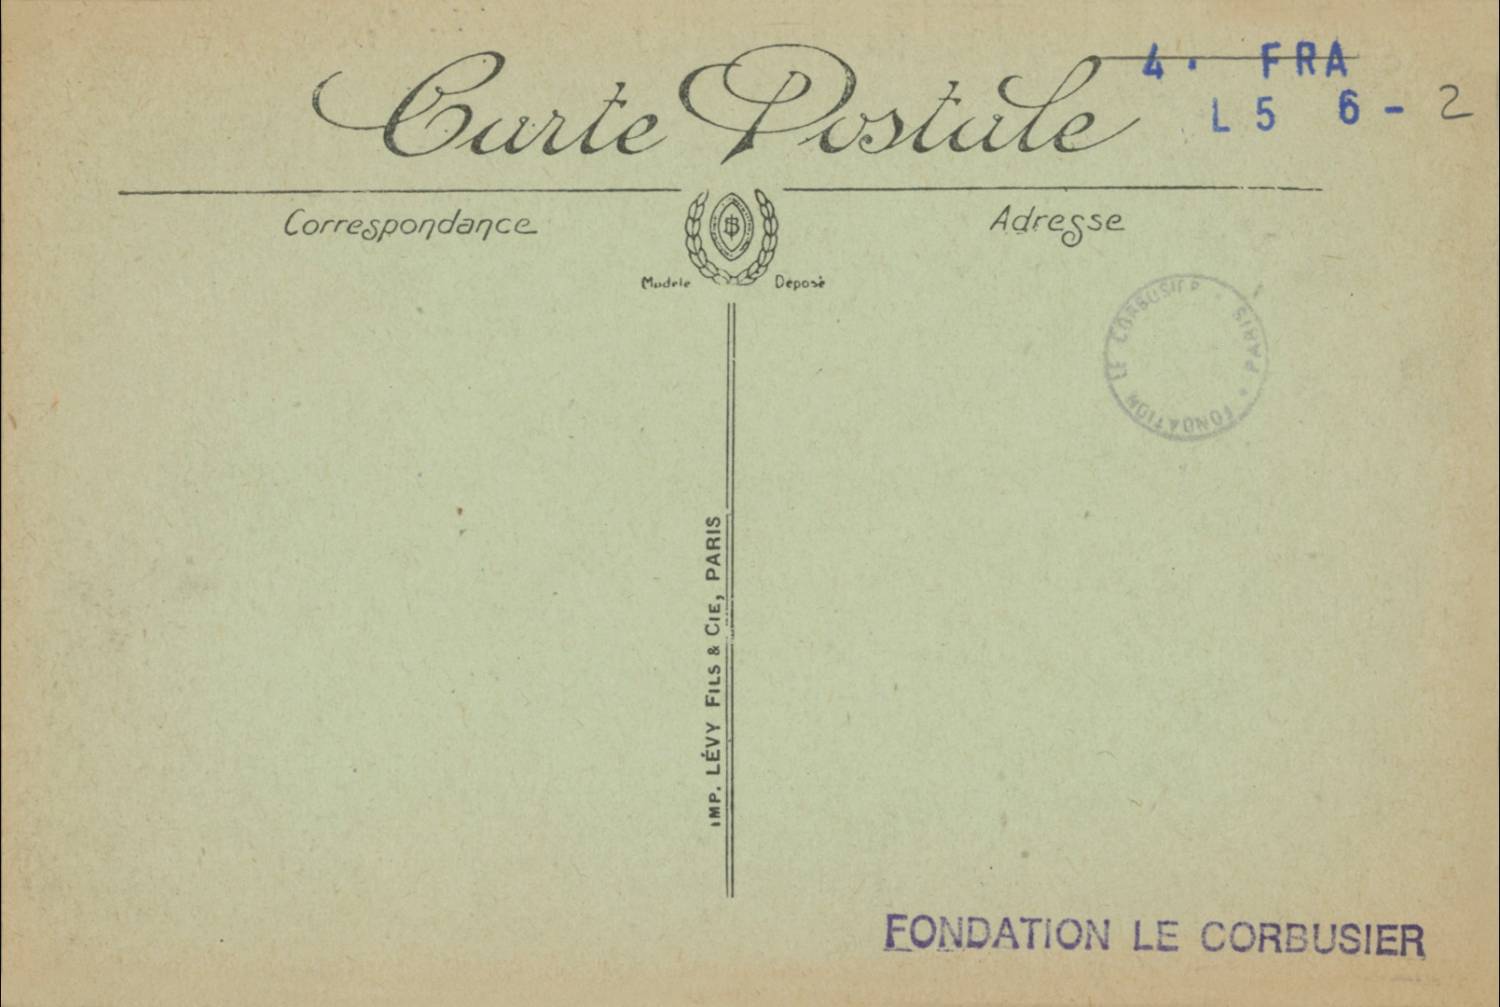 Carte Postale
4. FRA
L5 6-2
Correspondance
Adresse
Modèle Déposé
FONDATION LE CORBUSIER * PARIS *
IMP. LÉVY FILS & CIE, PARIS
FONDATION LE CORBUSIER